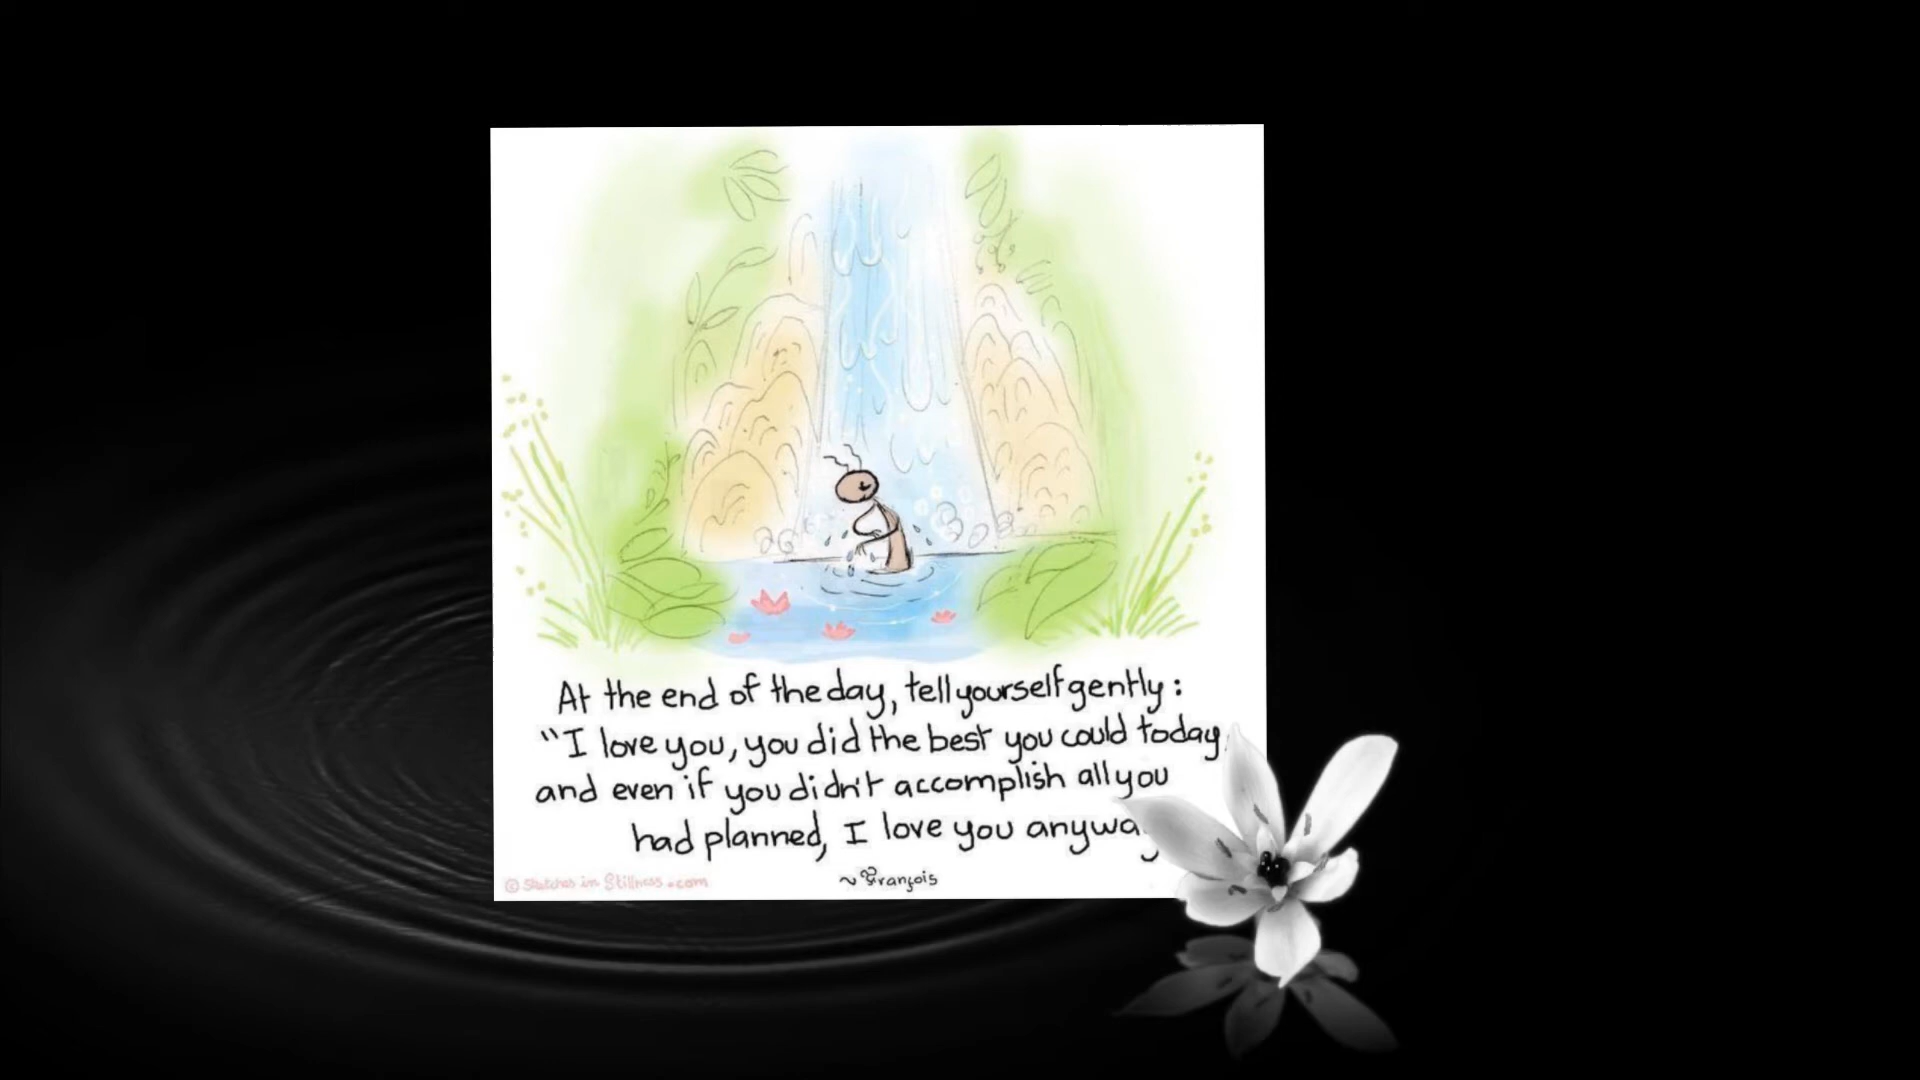 At the end of the day, tell yourself gently:
"I love you, you did the best you could today
and even if you didn't accomplish all you
had planned, I love you
© Sketches in Stillness.com
~François